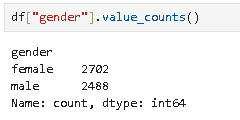 df["gender"].value_counts()
gender
female    2702
male      2488
Name: count, dtype: int64